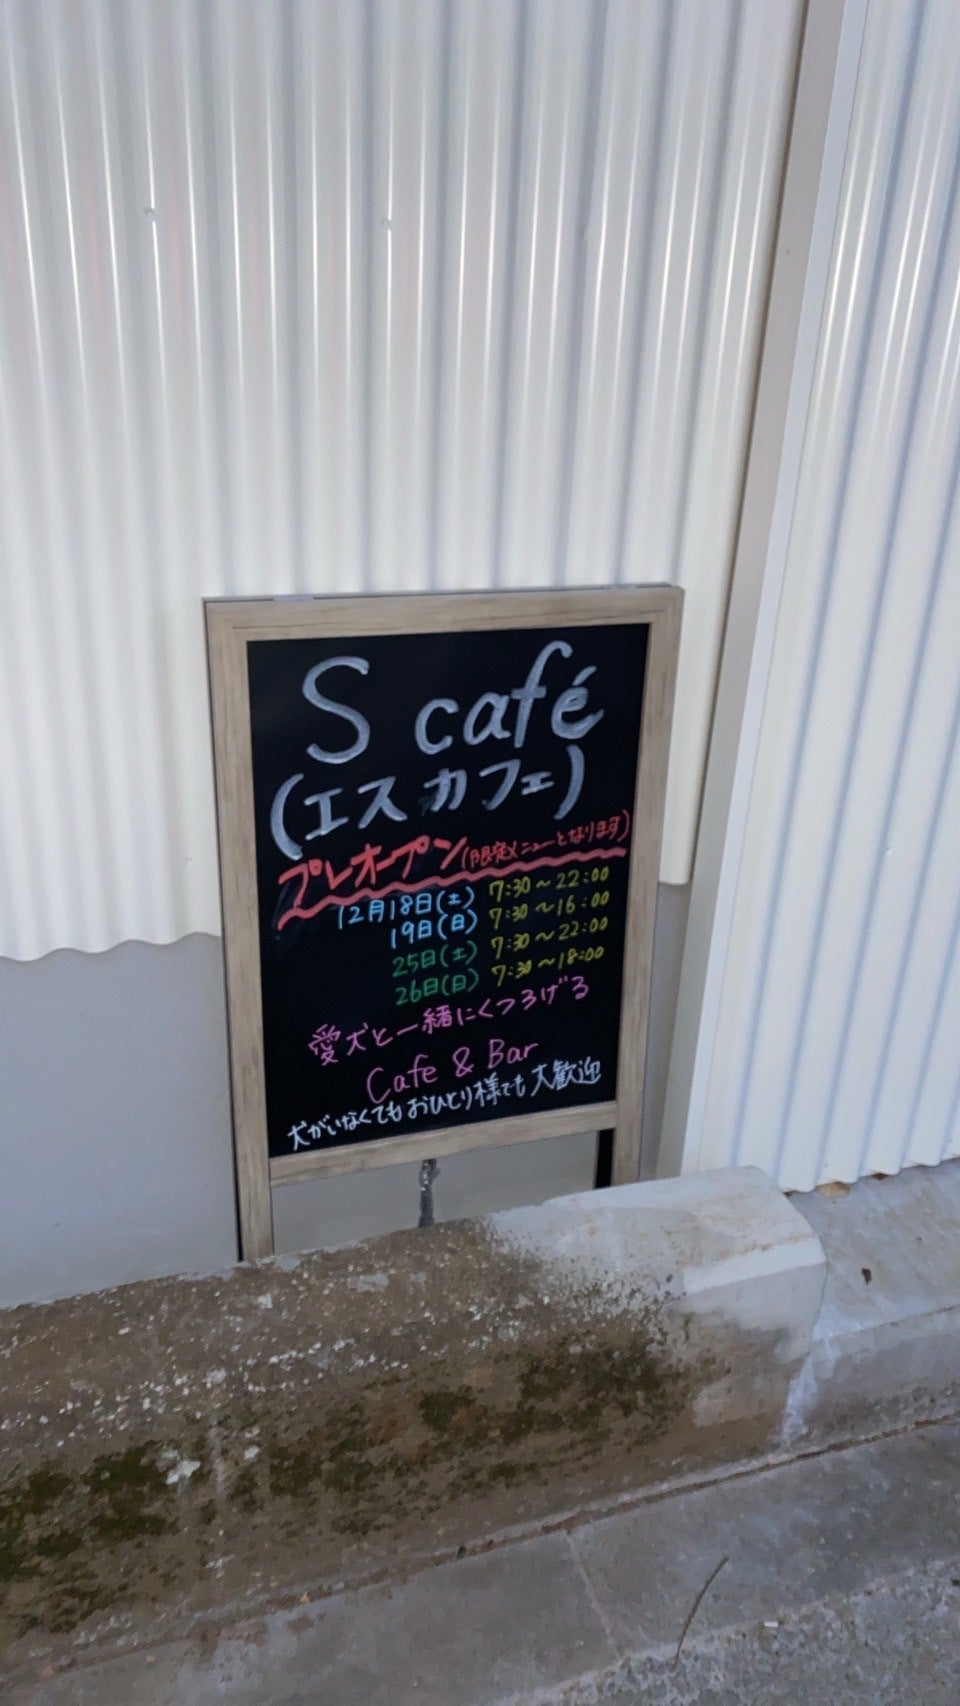 S café
(エスカフェ)
プレオープン(限定メニューとなります)
12月18日(土) 7:30～22:00
19日(日) 7:30～16:00
25日(土) 7:30～22:00
26日(日) 7:30～18:00
愛犬と一緒にくつろげる
Cafe & Bar
犬がいなくてもおひとり様でも大歓迎